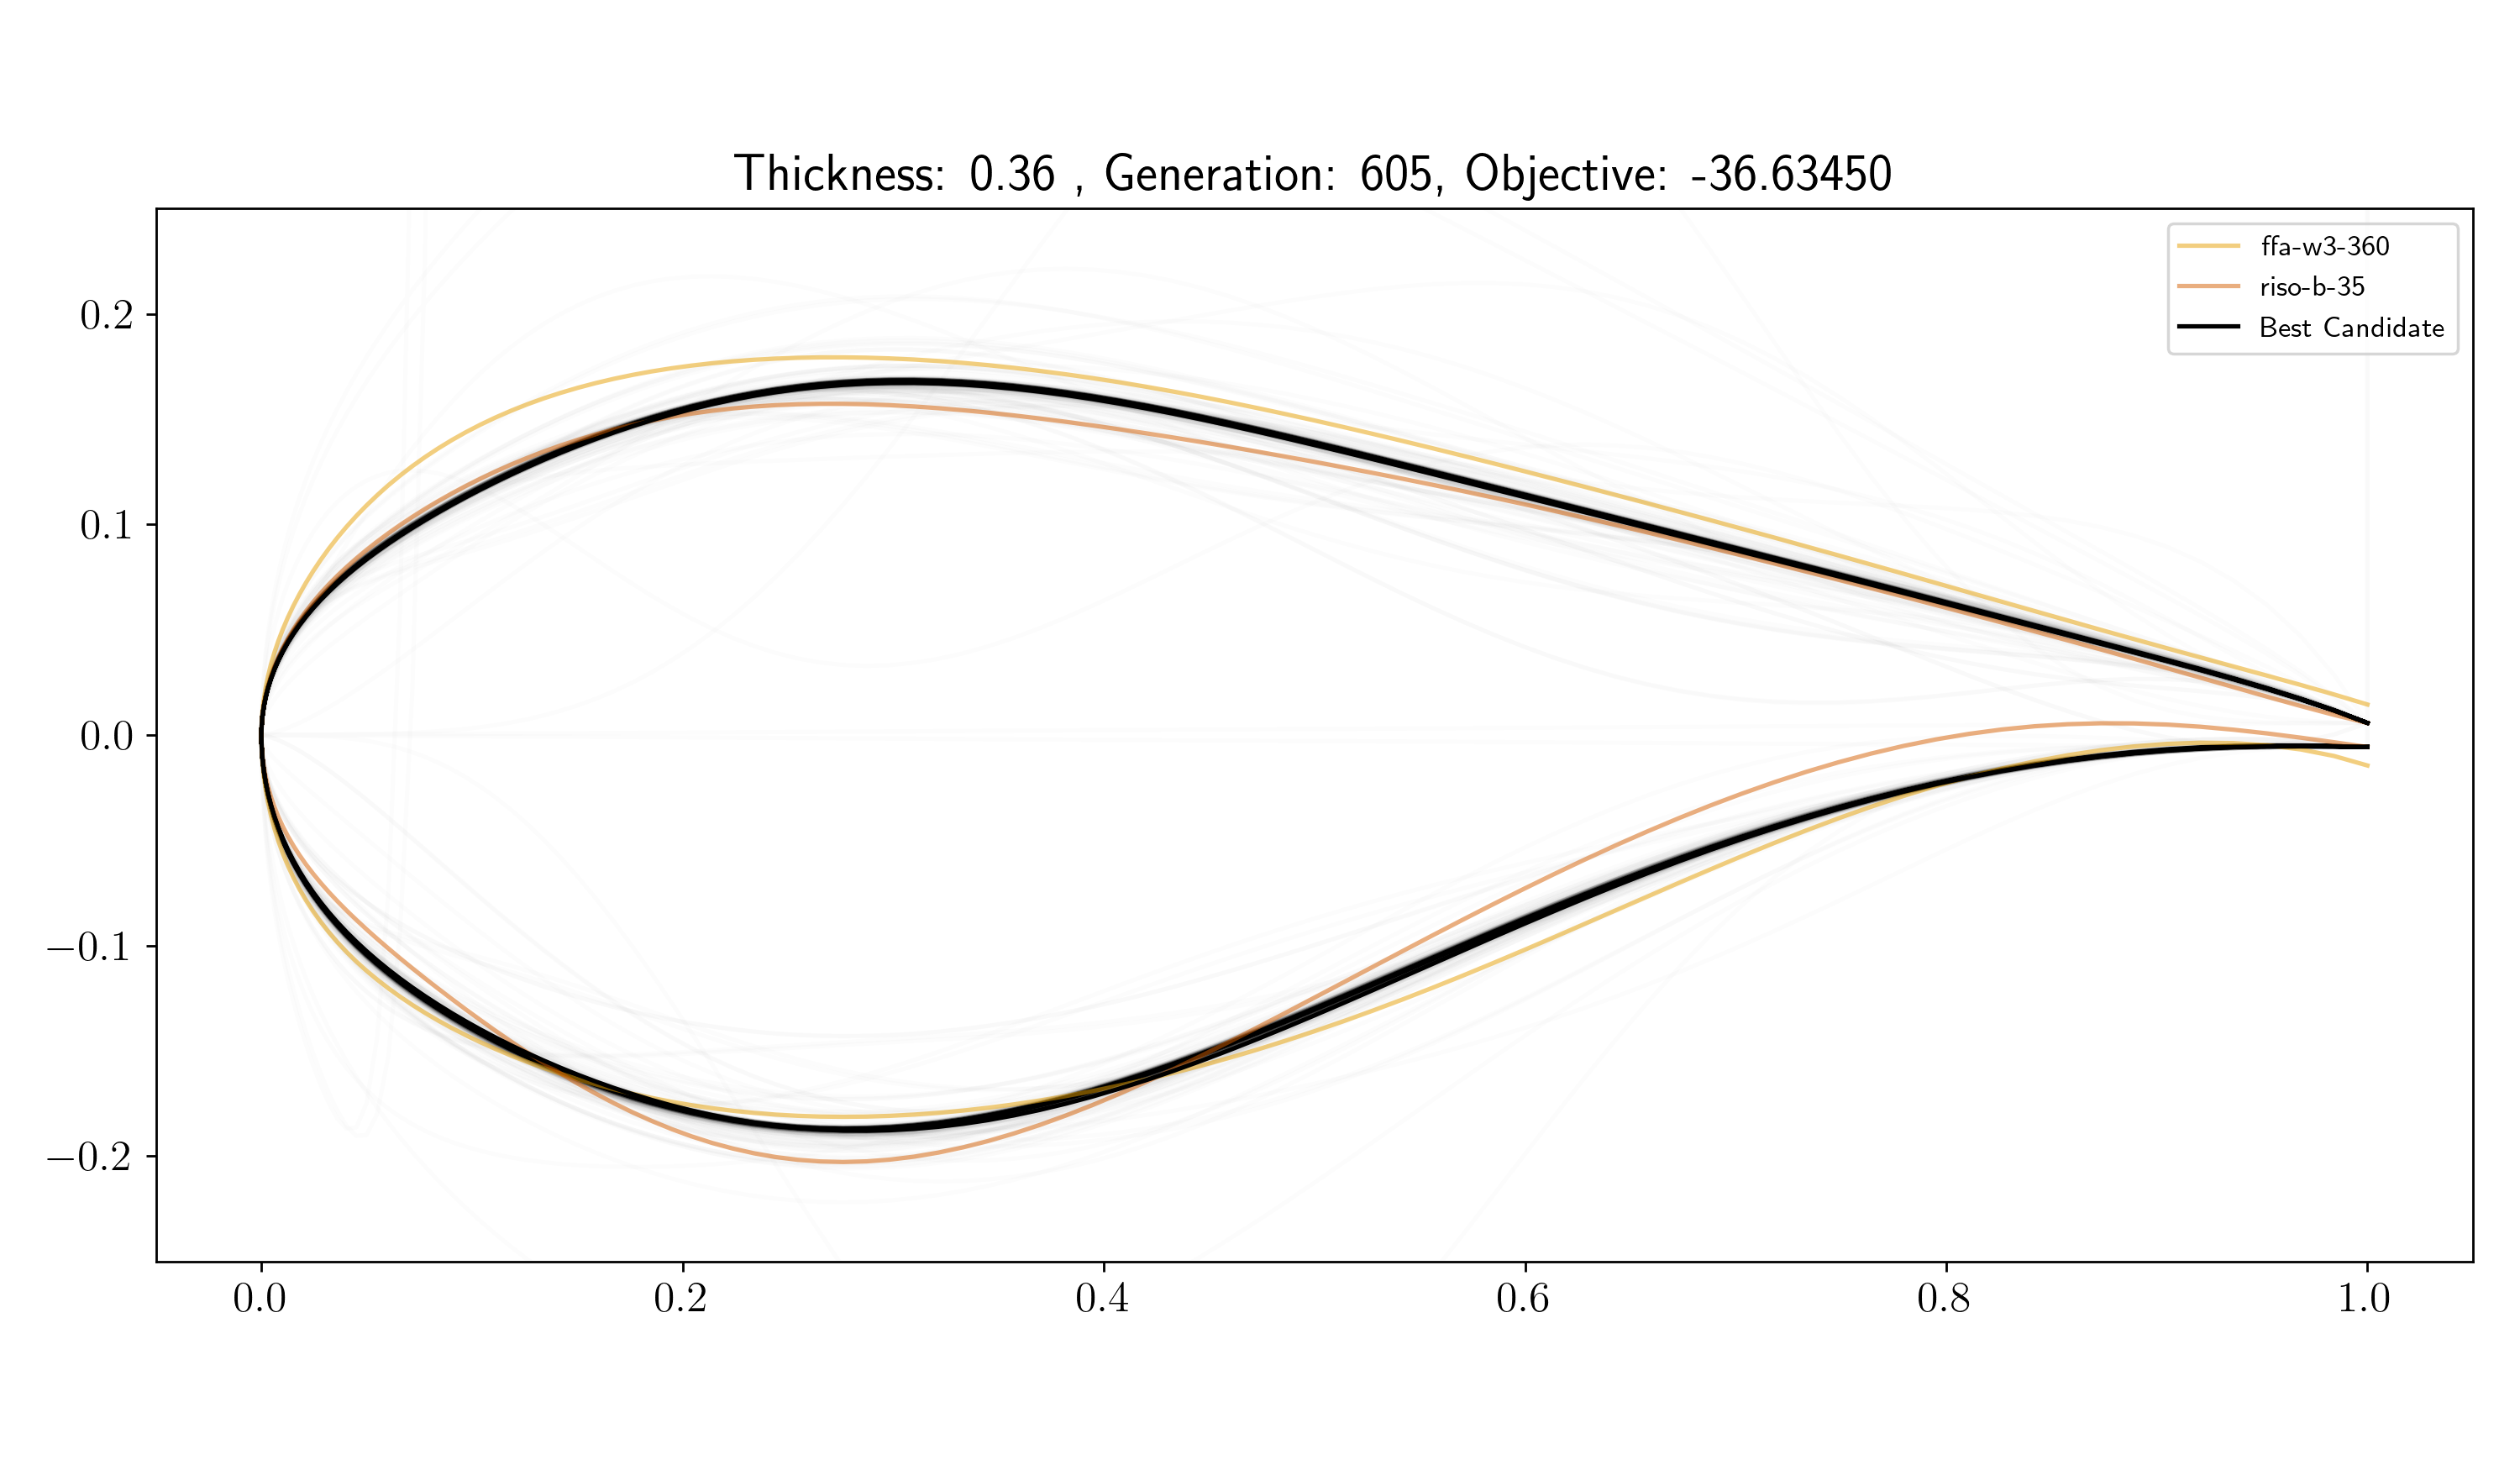 Thickness: 0.36 , Generation: 605, Objective: -36.63450
ffa-w3-360
riso-b-35
Best Candidate
0.2
0.1
0.0
−0.1
−0.2
0.0 0.2 0.4 0.6 0.8 1.0